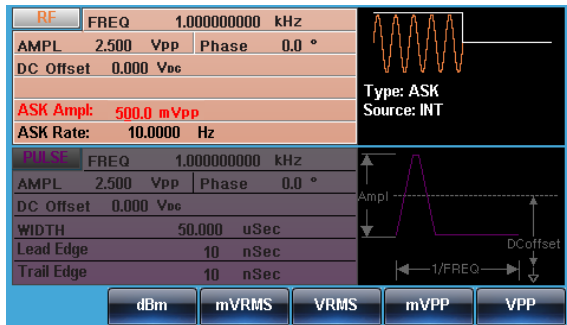 RF FREQ 1.000000000 kHz
AMPL 2.500 Vpp Phase 0.0 °
DC Offset 0.000 VDC
ASK Ampl: 500.0 mVpp
ASK Rate: 10.0000 Hz
Type: ASK
Source: INT
PULSE FREQ 1.000000000 kHz
AMPL 2.500 Vpp Phase 0.0 °
DC Offset 0.000 VDC
WIDTH 50.000 uSec
Lead Edge 10 nSec
Trail Edge 10 nSec
Ampl
DCoffset
1/FREQ
dBm mVRMS VRMS mVPP VPP